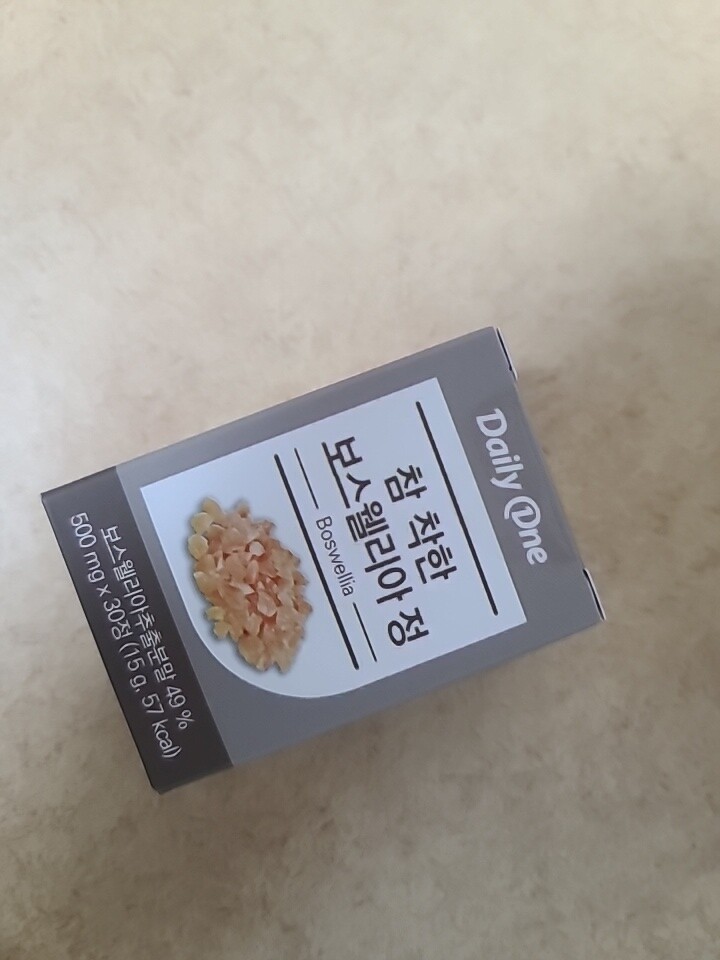 Daily One
참 착한
보스웰리아 정
Boswellia
보스웰리아추출분말 49 %
500 mg x 30정 (15 g, 57 kcal)